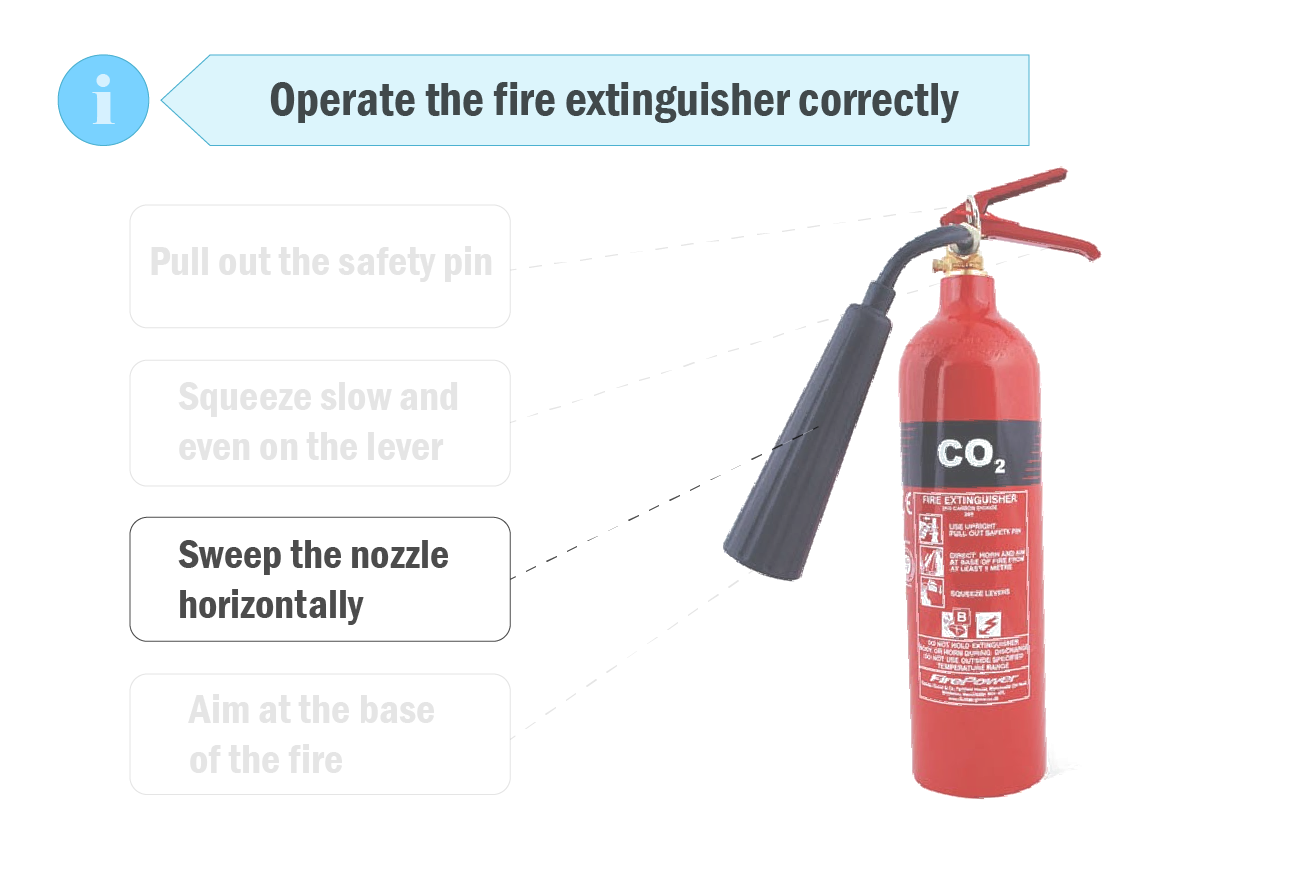 i
Operate the fire extinguisher correctly
Pull out the safety pin
Squeeze slow and
even on the lever
Sweep the nozzle
horizontally
Aim at the base
of the fire
CO2
FIRE EXTINGUISHER
USE UPRIGHT
PULL OUT SAFETY PIN
DIRECT HORN AND AIM
AT BASE OF FIRE FROM
AT LEAST 1 METRE
SQUEEZE LEVERS
B
DO NOT HOLD EXTINGUISHER
BODY OR HORN DURING DISCHARGE
DO NOT USE OUTSIDE SPECIFIED
TEMPERATURE RANGE
FirePower